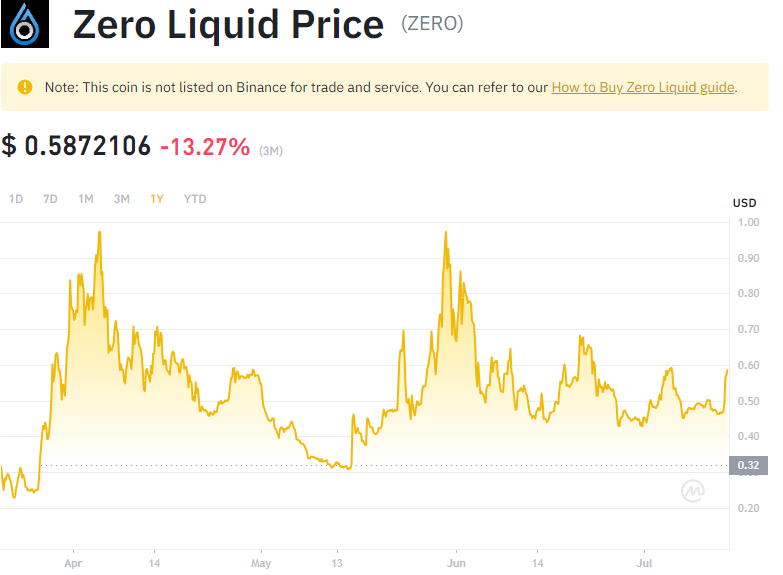 Zero Liquid Price (ZERO)
Note: This coin is not listed on Binance for trade and service. You can refer to our How to Buy Zero Liquid guide.
$ 0.5872106 -13.27% (3M)
1D 7D 1M 3M 1Y YTD
USD
1.00
0.90
0.80
0.70
0.60
0.50
0.40
0.32
0.20
Apr 14 May 13 Jun 14 Jul